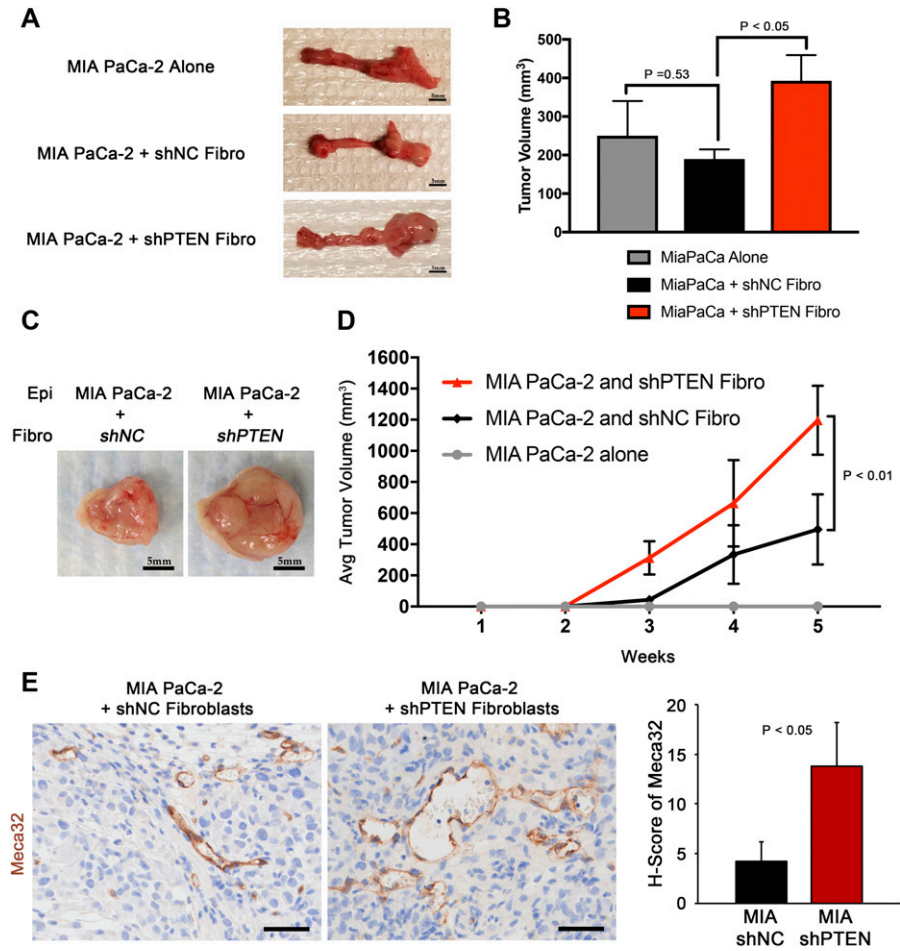 A
MIA PaCa-2 Alone
5mm
MIA PaCa-2 + shNC Fibro
5mm
MIA PaCa-2 + shPTEN Fibro
5mm
B
Tumor Volume (mm³)
500
400
300
200
100
0
P =0.53
P < 0.05
MiaPaCa Alone
MiaPaCa + shNC Fibro
MiaPaCa + shPTEN Fibro
C
Epi
Fibro
MIA PaCa-2
+
shNC
MIA PaCa-2
+
shPTEN
5mm
5mm
D
Avg Tumor Volume (mm³)
1600
1400
1200
1000
800
600
400
200
0
MIA PaCa-2 and shPTEN Fibro
MIA PaCa-2 and shNC Fibro
MIA PaCa-2 alone
P < 0.01
1 2 3 4 5
Weeks
E
MIA PaCa-2
+ shNC Fibroblasts
MIA PaCa-2
+ shPTEN Fibroblasts
Meca32
H-Score of Meca32
20
15
10
5
0
P < 0.05
MIA
shNC
MIA
shPTEN